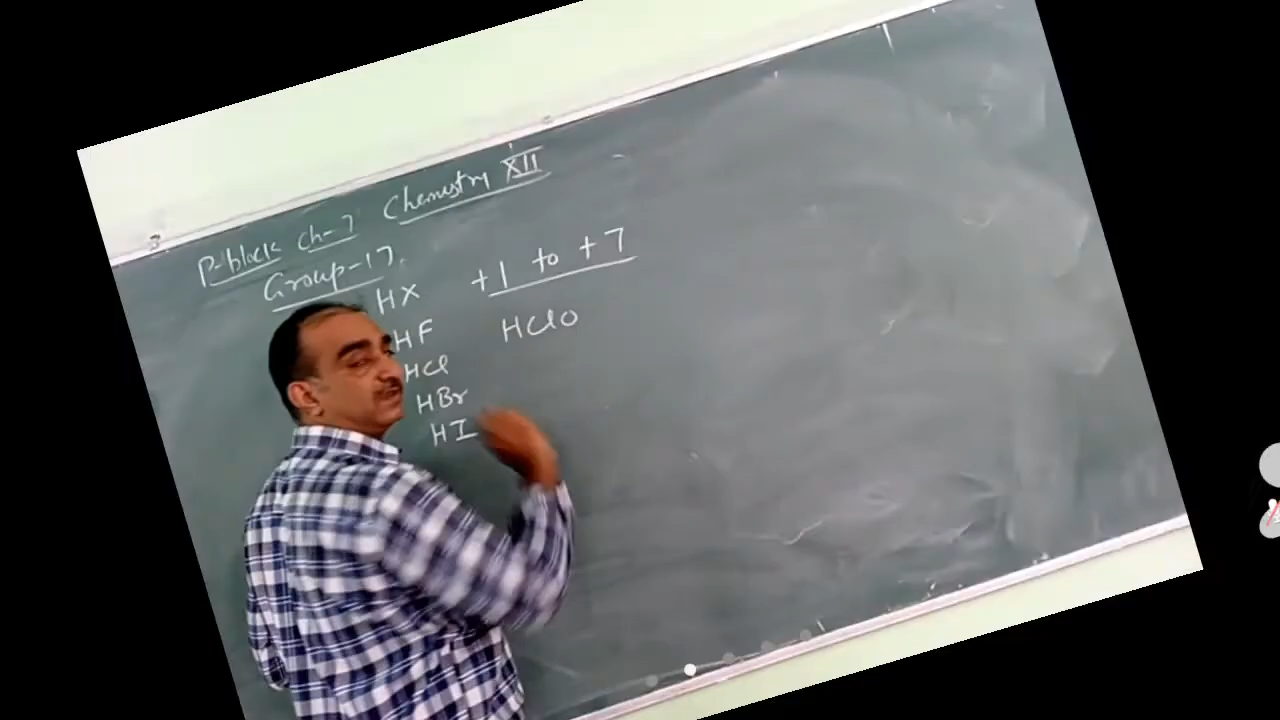 P-block Ch-7 Chemistry XII
Group-17.
HX
HF
HCl
HBr
HI
+1 to +7
HClO